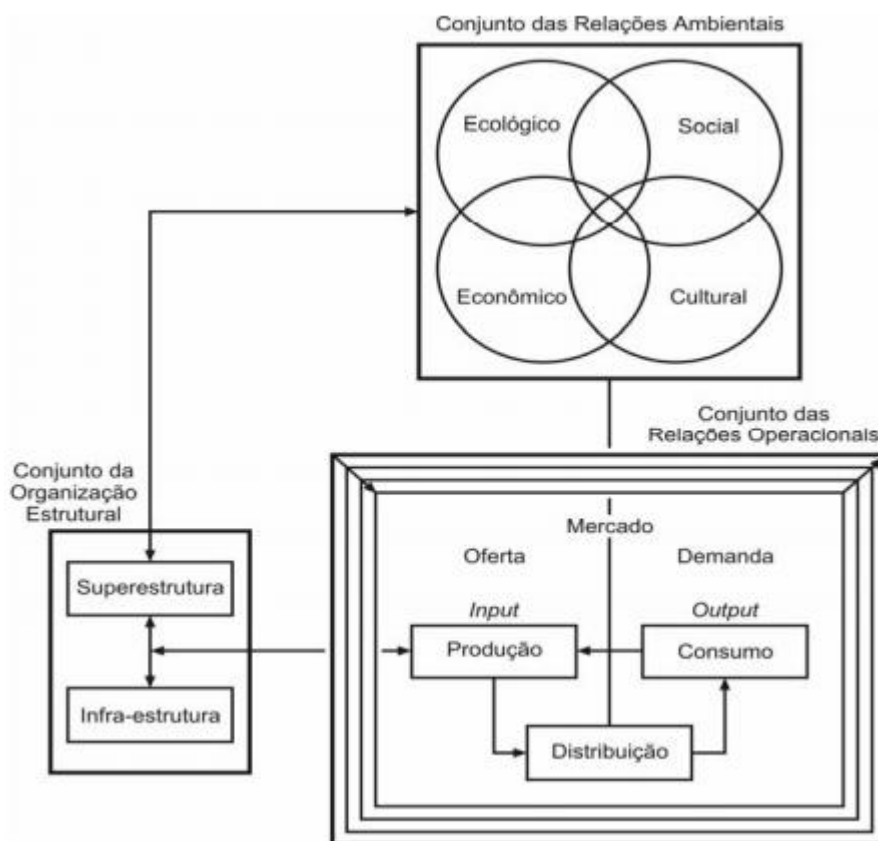 Conjunto das Relações Ambientais
Ecológico
Social
Econômico
Cultural
Conjunto das
Relações Operacionais
Conjunto da
Organização
Estrutural
Superestrutura
Infra-estrutura
Mercado
Oferta
Demanda
Input
Output
Produção
Consumo
Distribuição